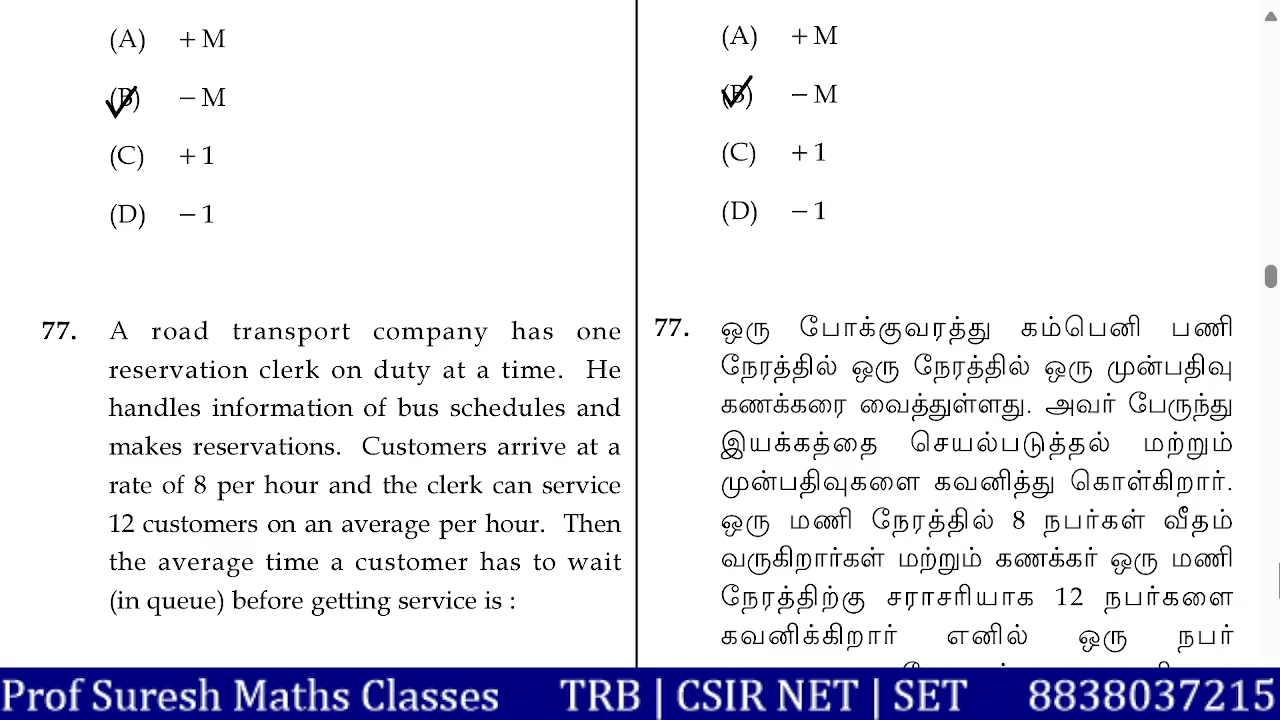 (A) + M
(B) − M
(C) + 1
(D) − 1
77. A road transport company has one
reservation clerk on duty at a time. He
handles information of bus schedules and
makes reservations. Customers arrive at a
rate of 8 per hour and the clerk can service
12 customers on an average per hour. Then
the average time a customer has to wait
(in queue) before getting service is :
(A) + M
(B) − M
(C) + 1
(D) − 1
77. ஒரு போக்குவரத்து கம்பெனி பணி
நேரத்தில் ஒரு நேரத்தில் ஒரு முன்பதிவு
கணக்கரை வைத்துள்ளது. அவர் பேருந்து
இயக்கத்தை செயல்படுத்தல் மற்றும்
முன்பதிவுகளை கவனித்து கொள்கிறார்.
ஒரு மணி நேரத்தில் 8 நபர்கள் வீதம்
வருகிறார்கள் மற்றும் கணக்கர் ஒரு மணி
நேரத்திற்கு சராசரியாக 12 நபர்களை
கவனிக்கிறார் எனில் ஒரு நபர்
Prof Suresh Maths Classes TRB | CSIR NET | SET 8838037215